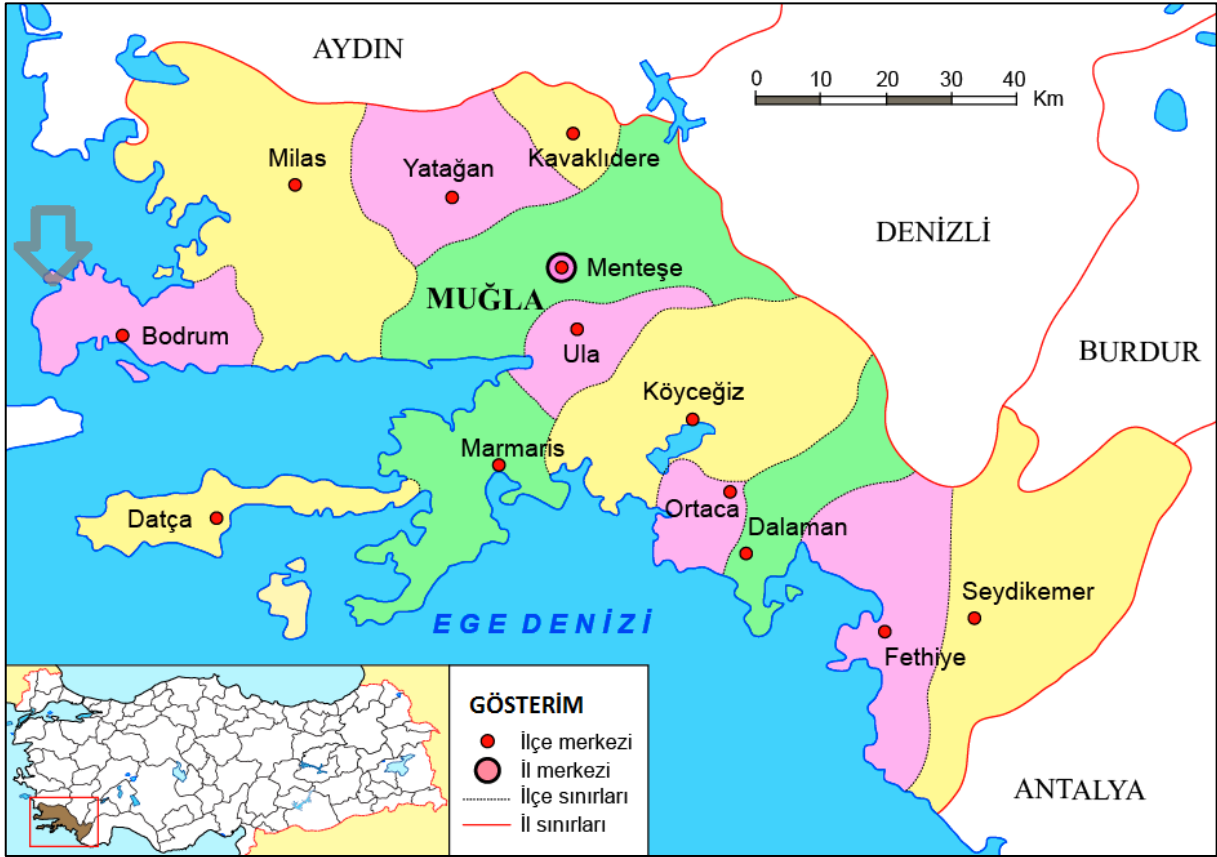 AYDIN
0 10 20 30 40
Km
Kavaklıdere
Milas
Yatağan
DENİZLİ
Menteşe
MUĞLA
Bodrum
Ula
BURDUR
Köyceğiz
Marmaris
Ortaca
Datça
Dalaman
Seydikemer
EGE DENİZİ
Fethiye
ANTALYA
GÖSTERİM
İlçe merkezi
İl merkezi
İlçe sınırları
İl sınırları